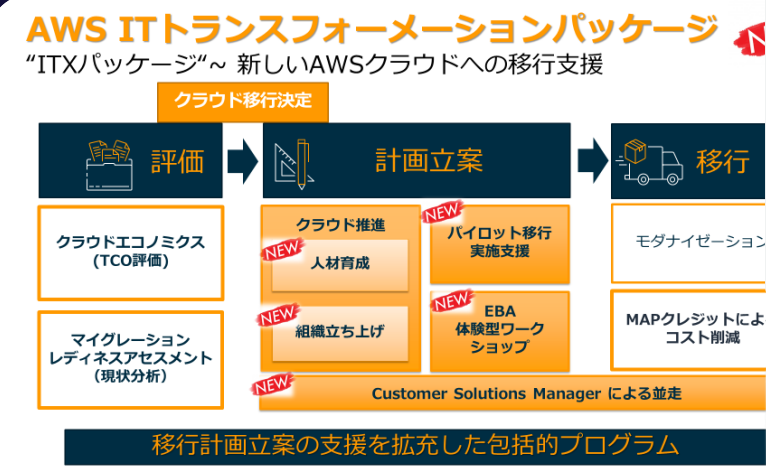 AWS ITトランスフォーメーションパッケージ
“ITXパッケージ“~ 新しいAWSクラウドへの移行支援
クラウド移行決定
評価
計画立案
移行
クラウドエコノミクス
(TCO評価)
マイグレーション
レディネスアセスメント
(現状分析)
クラウド推進
NEW
人材育成
NEW
組織立ち上げ
NEW
パイロット移行
実施支援
NEW
EBA
体験型ワーク
ショップ
モダナイゼーション
MAPクレジットによ
コスト削減
NEW
Customer Solutions Manager による並走
移行計画立案の支援を拡充した包括的プログラム